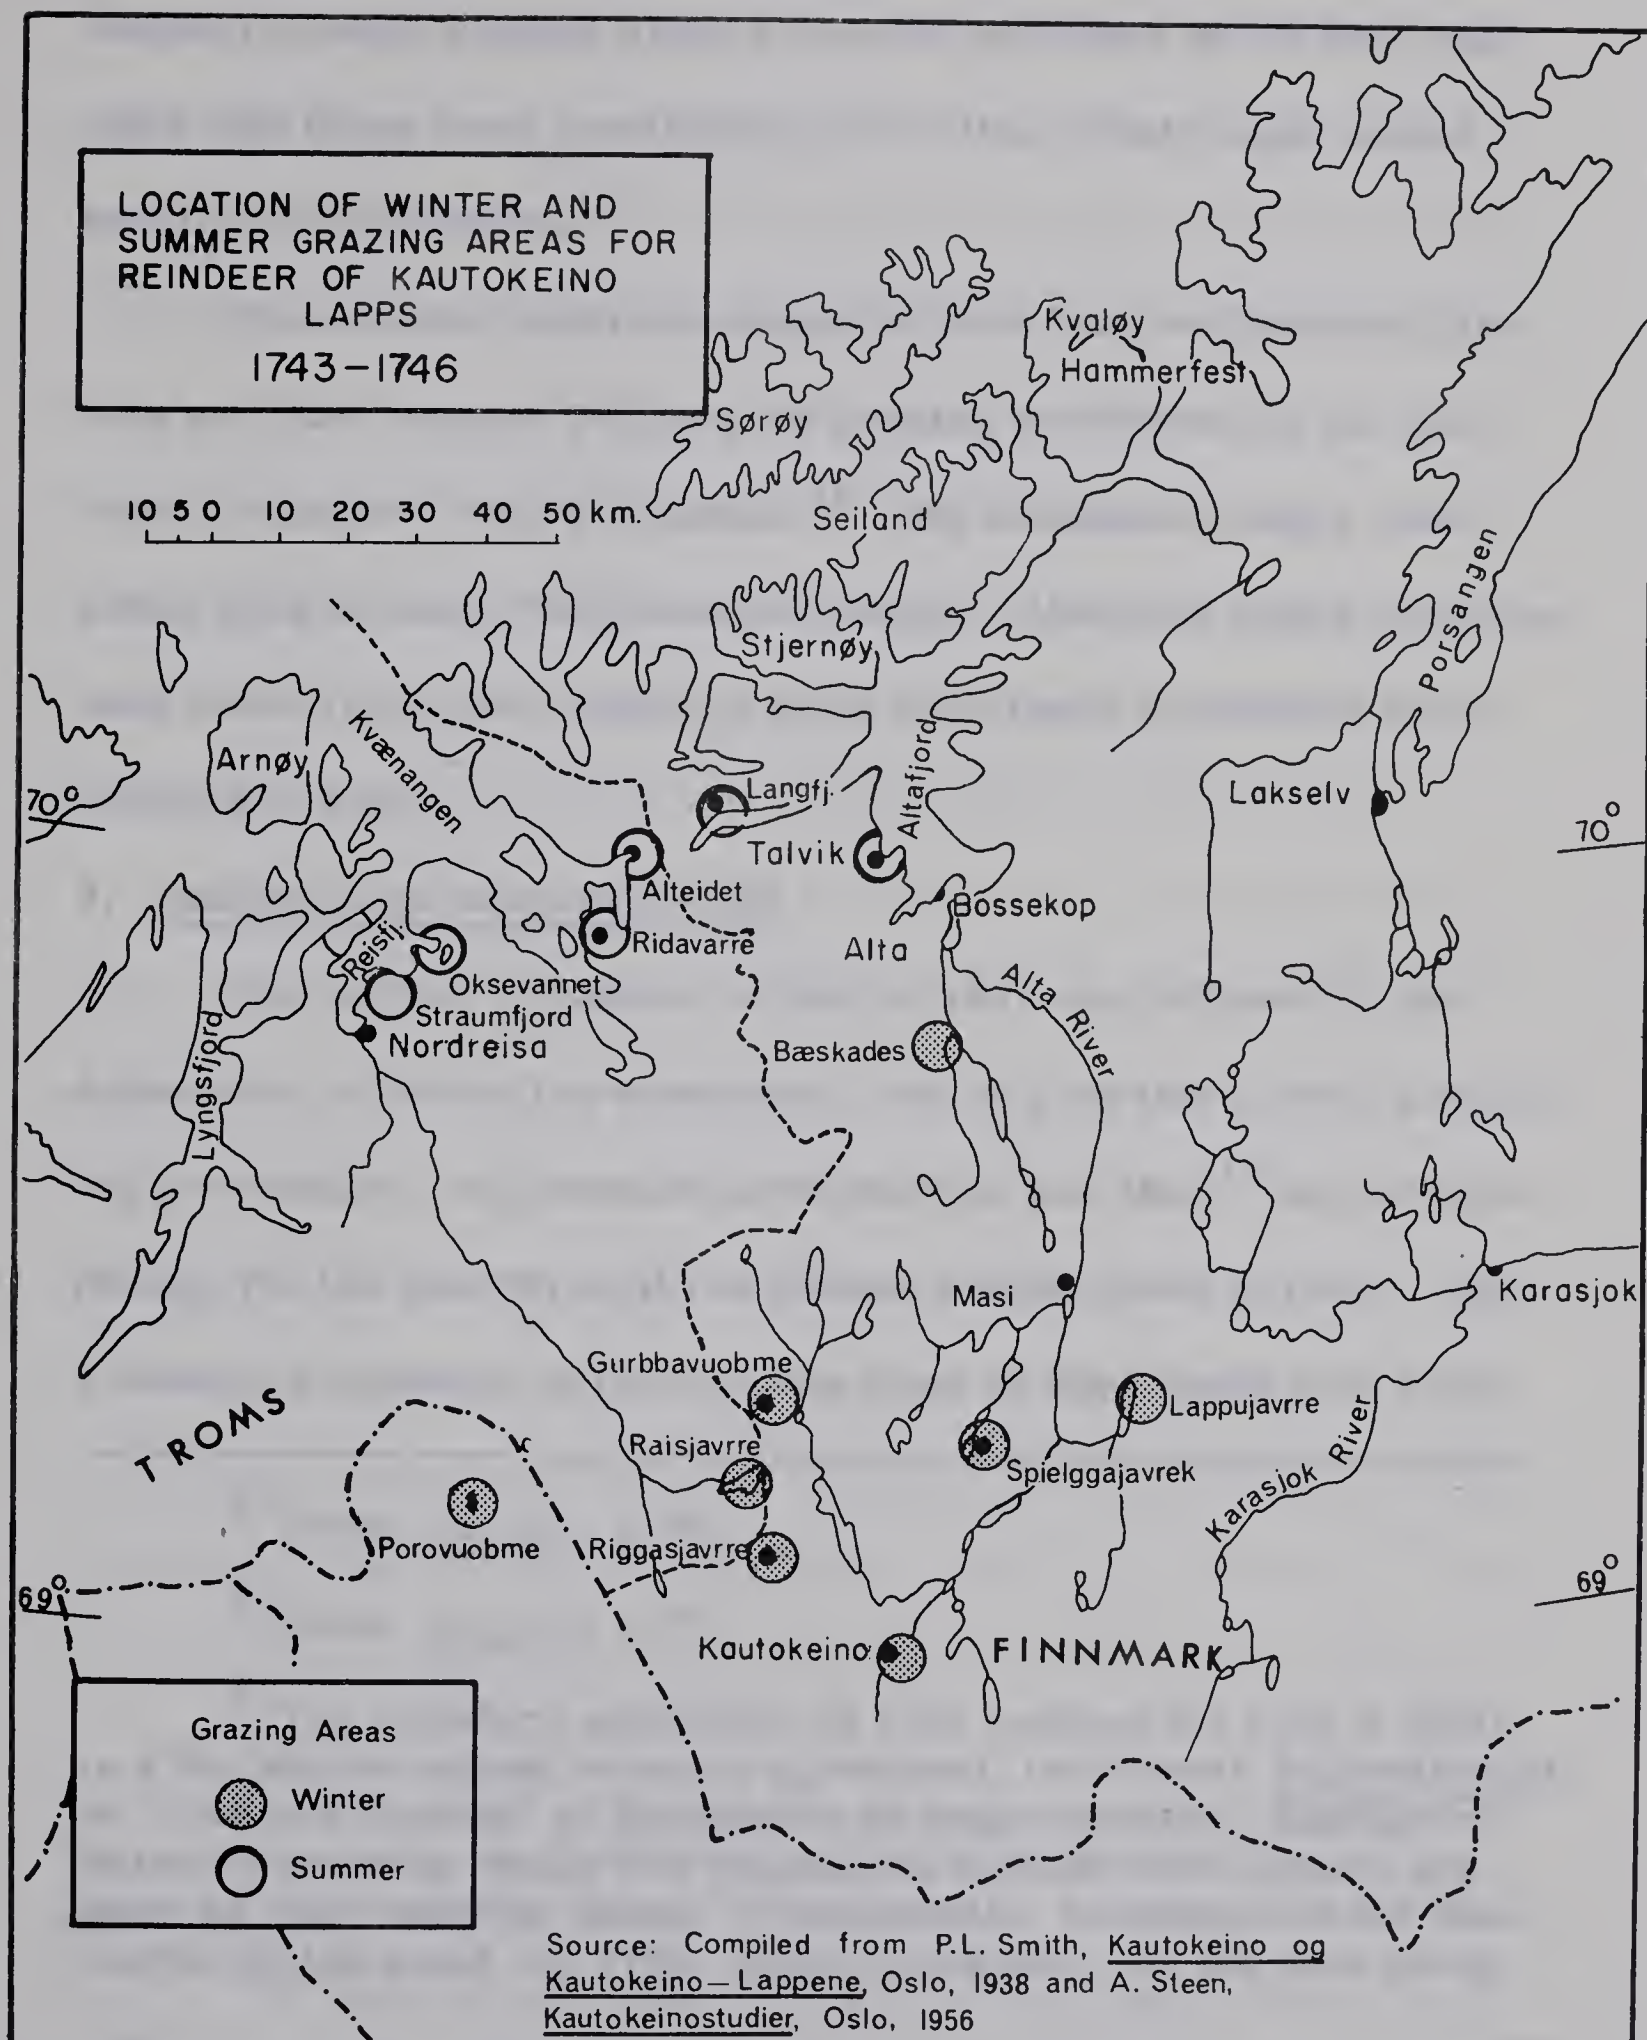 LOCATION OF WINTER AND
SUMMER GRAZING AREAS FOR
REINDEER OF KAUTOKEINO
LAPPS
1743–1746
10 5 0 10 20 30 40 50 km.
Kvaløy
Hammerfest
Sørøy
Seiland
Porsangen
Stjernøy
Arnøy
Kvænangen
Langfj.
Altafjord
Lakselv
70°
70°
Talvik
Alteidet
Bossekop
Ridavarre
Alta
Reisfj.
Oksevannet
Straumfjord
Nordreisa
Alta River
Bæskades
Lyngsfjord
Masi
Karasjok
Gurbbavuobme
Lappujavrre
TROMS
Raisjavrre
Spielggajavrek
Karasjok River
Porovuobme
Riggasjavrre
69°
69°
Kautokeino
FINNMARK
Grazing Areas
Winter
Summer
Source: Compiled from P.L. Smith, Kautokeino og
Kautokeino–Lappene, Oslo, 1938 and A. Steen,
Kautokeinostudier, Oslo, 1956